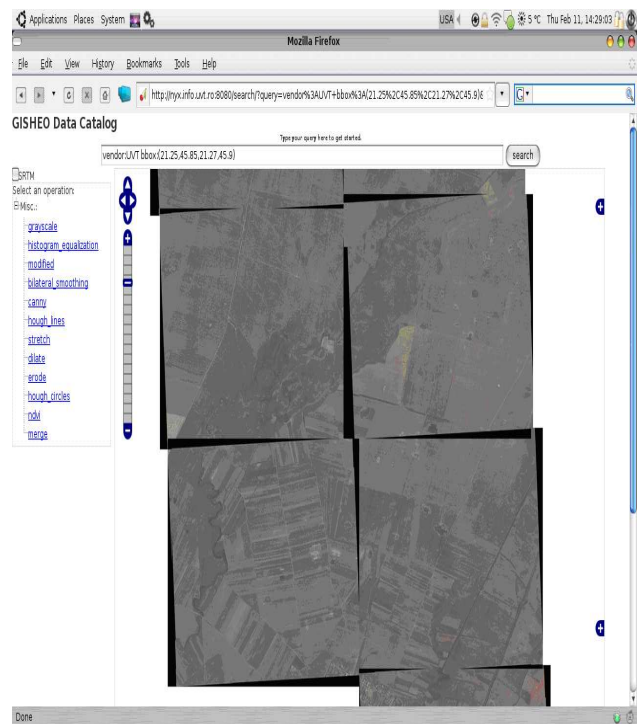 Applications Places System USA 5 °C Thu Feb 11, 14:29:03
Mozilla Firefox
File Edit View History Bookmarks Tools Help
http://nyx.info.uvt.ro:8080/search/?query=vendor%3AUVT+bbox%3A(21.25%2C45.85%2C21.27%2C45.9)&
GISHEO Data Catalog
Type your query here to get started.
vendor:UVT bbox:(21.25,45.85,21.27,45.9)
search
SRTM
Select an operation:
Misc.:
grayscale
histogram_equalization
modified
bilateral_smoothing
canny
hough_lines
stretch
dilate
erode
hough_circles
ndvi
merge
Done